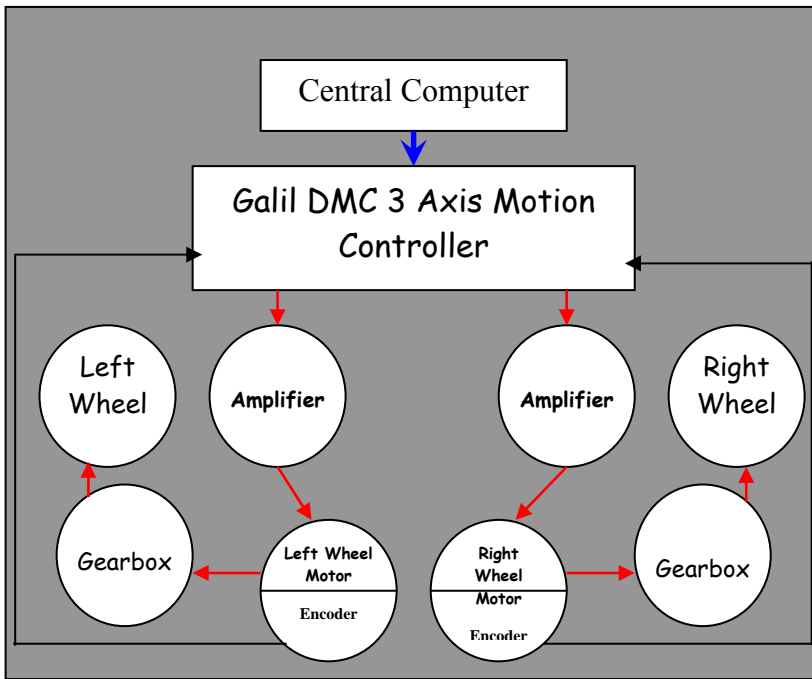 Central Computer
Galil DMC 3 Axis Motion
Controller
Left
Wheel
Amplifier
Amplifier
Right
Wheel
Gearbox
Left Wheel
Motor
Encoder
Right
Wheel
Motor
Encoder
Gearbox